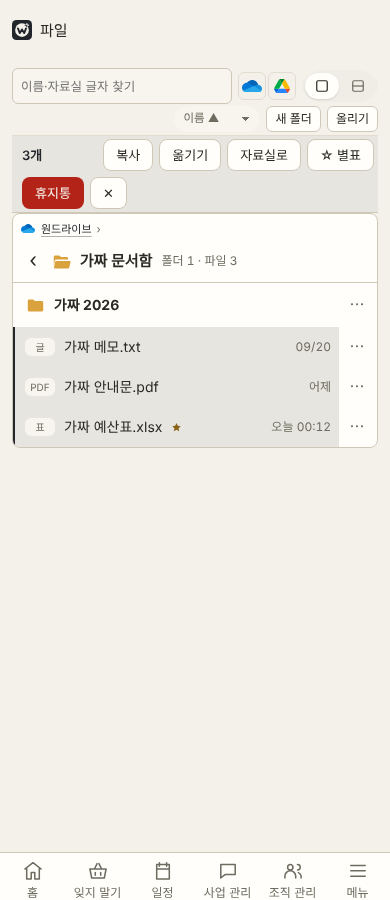 파일
이름·자료실 글자 찾기
이름 ▲
새 폴더
올리기
3개
복사
옮기기
자료실로
☆ 별표
휴지통
×
원드라이브 ›
가짜 문서함 폴더 1 · 파일 3
가짜 2026 ···
글 가짜 메모.txt 09/20 ···
PDF 가짜 안내문.pdf 어제 ···
표 가짜 예산표.xlsx ★ 오늘 00:12 ···
홈
잊지 말기
일정
사업 관리
조직 관리
메뉴